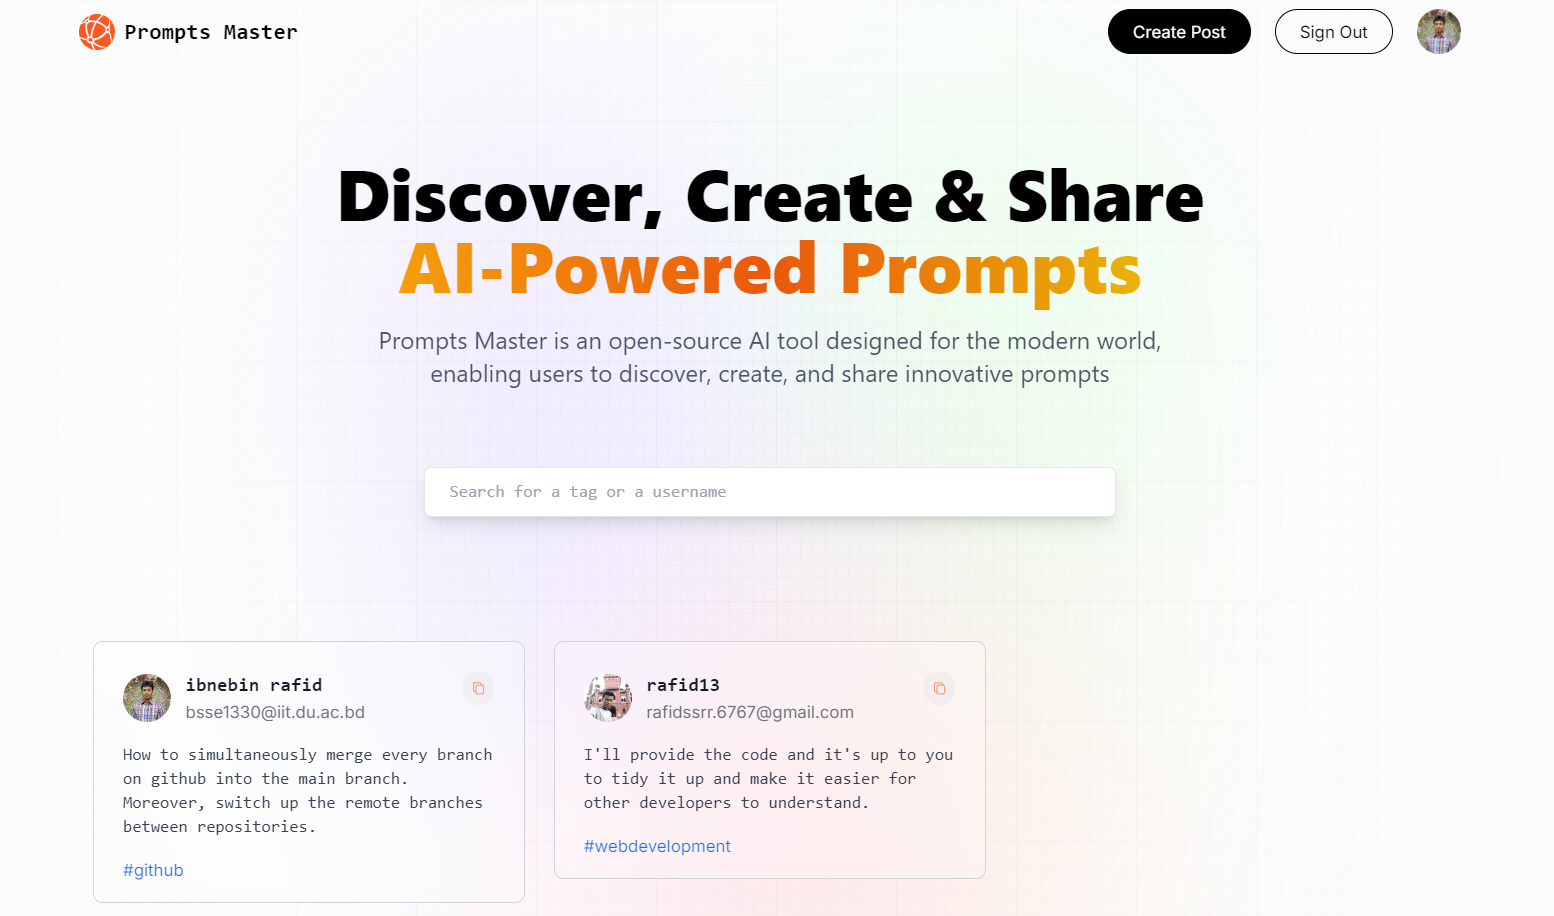 Prompts Master
Create Post
Sign Out
Discover, Create & Share
AI-Powered Prompts
Prompts Master is an open-source AI tool designed for the modern world,
enabling users to discover, create, and share innovative prompts
Search for a tag or a username
ibnebin rafid
bsse1330@iit.du.ac.bd
How to simultaneously merge every branch
on github into the main branch.
Moreover, switch up the remote branches
between repositories.
#github
rafid13
rafidssrr.6767@gmail.com
I'll provide the code and it's up to you
to tidy it up and make it easier for
other developers to understand.
#webdevelopment